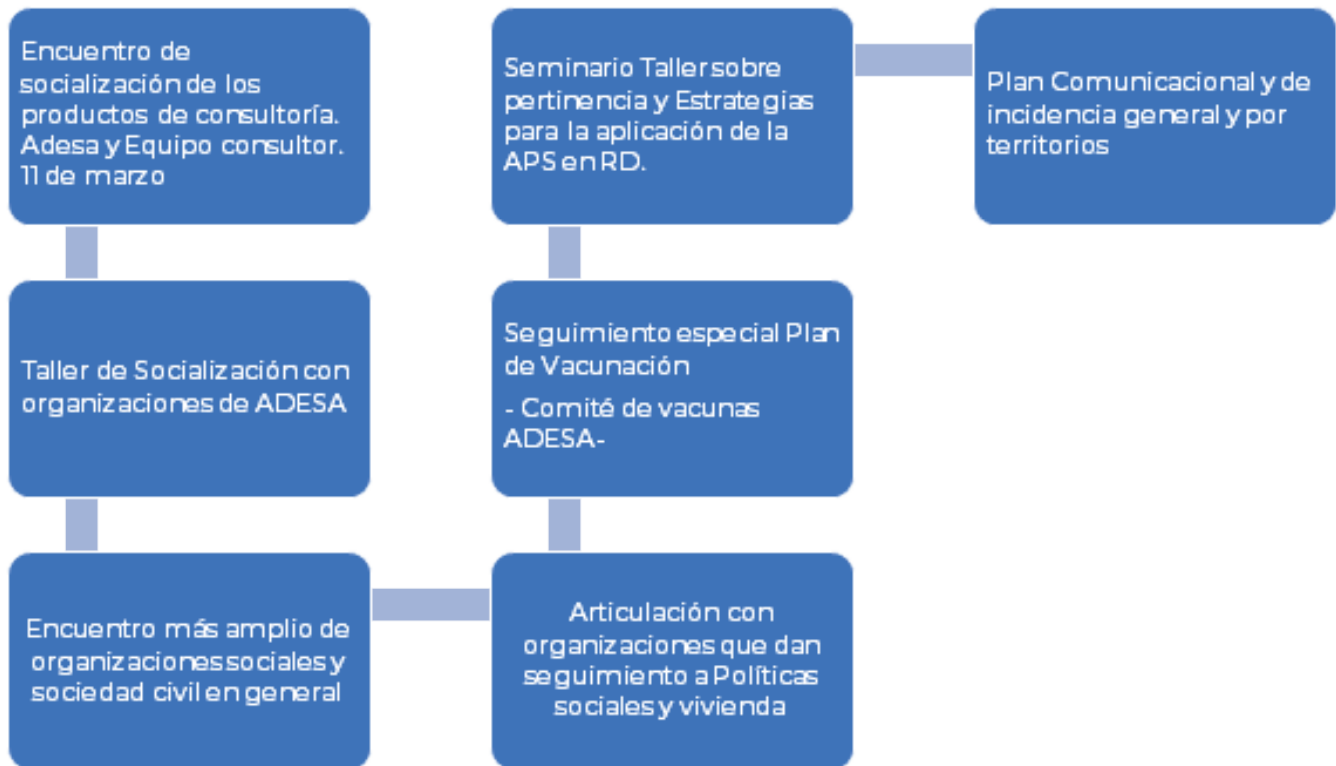 Encuentro de
socialización de los
productos de consultoría.
Adesa y Equipo consultor.
11 de marzo
Taller de Socialización con
organizaciones de ADESA
Encuentro más amplio de
organizaciones sociales y
sociedad civil en general
Articulación con
organizaciones que dan
seguimiento a Políticas
sociales y vivienda
Seguimiento especial Plan
de Vacunación
- Comité de vacunas
ADESA-
Seminario Taller sobre
pertinencia y Estrategias
para la aplicación de la
APS en RD.
Plan Comunicacional y de
incidencia general y por
territorios